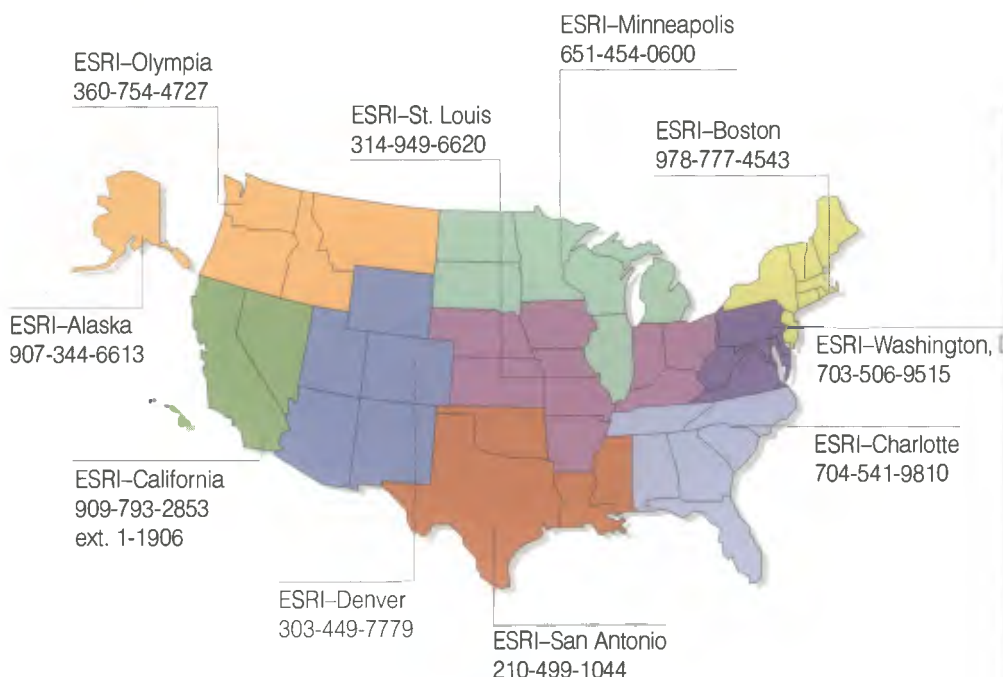 ESRI–Minneapolis
651-454-0600
ESRI–Olympia
360-754-4727
ESRI–St. Louis
314-949-6620
ESRI–Boston
978-777-4543
ESRI–Alaska
907-344-6613
ESRI–Washington,
703-506-9515
ESRI–Charlotte
704-541-9810
ESRI–California
909-793-2853
ext. 1-1906
ESRI–Denver
303-449-7779
ESRI–San Antonio
210-499-1044